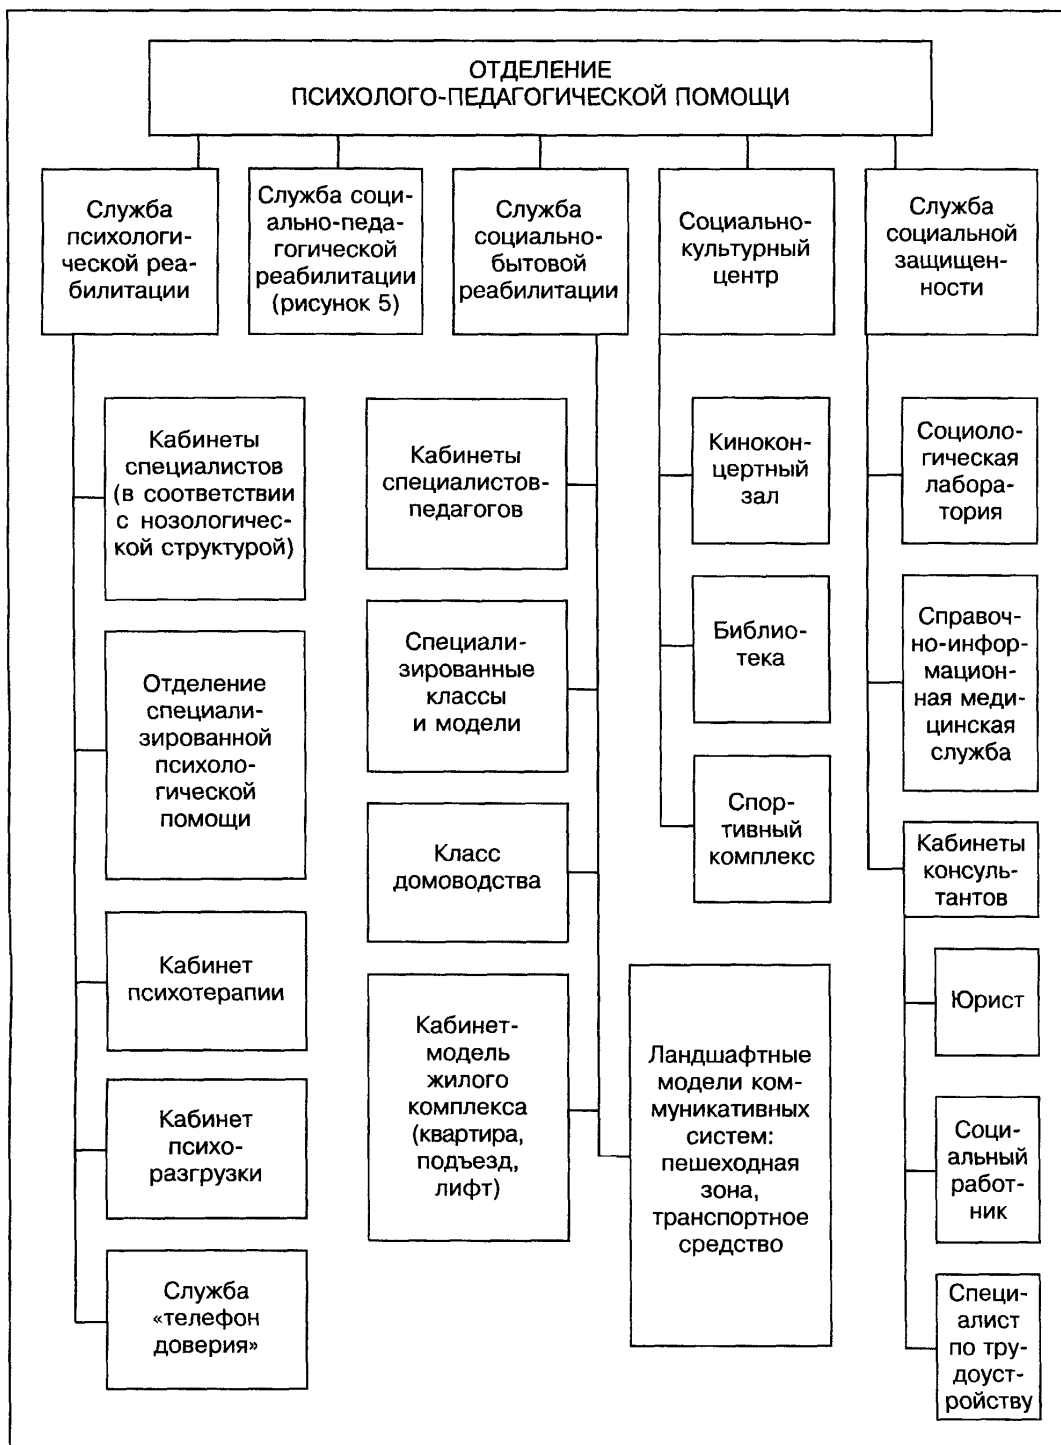 ОТДЕЛЕНИЕ
ПСИХОЛОГО-ПЕДАГОГИЧЕСКОЙ ПОМОЩИ
Служба
психологи-
ческой реа-
билитации
Служба соци-
ально-педа-
гогической
реабилитации
(рисунок 5)
Служба
социально-
бытовой
реабилитации
Социально-
культурный
центр
Служба
социальной
защищен-
ности
Кабинеты
специалистов
(в соответствии
с нозологичес-
кой структурой)
Отделение
специали-
зированной
психоло-
гической
помощи
Кабинет
психотерапии
Кабинет
психо-
разгрузки
Служба
«телефон
доверия»
Кабинеты
специалистов-
педагогов
Специали-
зированные
классы
и модели
Класс
домоводства
Кабинет-
модель
жилого
комплекса
(квартира,
подъезд,
лифт)
Ландшафтные
модели ком-
муникативных
систем:
пешеходная
зона,
транспортное
средство
Кинокон-
цертный
зал
Библио-
тека
Спор-
тивный
комплекс
Социоло-
гическая
лабора-
тория
Справоч-
но-инфор-
мацион-
ная меди-
цинская
служба
Кабинеты
консуль-
тантов
Юрист
Соци-
альный
работ-
ник
Специ-
алист
по тру-
доуст-
ройству